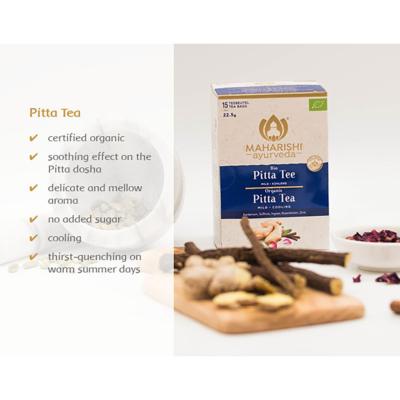 Pitta Tea
✔ certified organic
✔ soothing effect on the
Pitta dosha
✔ delicate and mellow
aroma
✔ no added sugar
✔ cooling
✔ thirst-quenching on
warm summer days
15 TEEBEUTEL
TEA BAGS
22.5g
MAHARISHI
ayurveda
Bio
Pitta Tee
MILD • KÜHLEND
Organic
Pitta Tea
MILD • COOLING